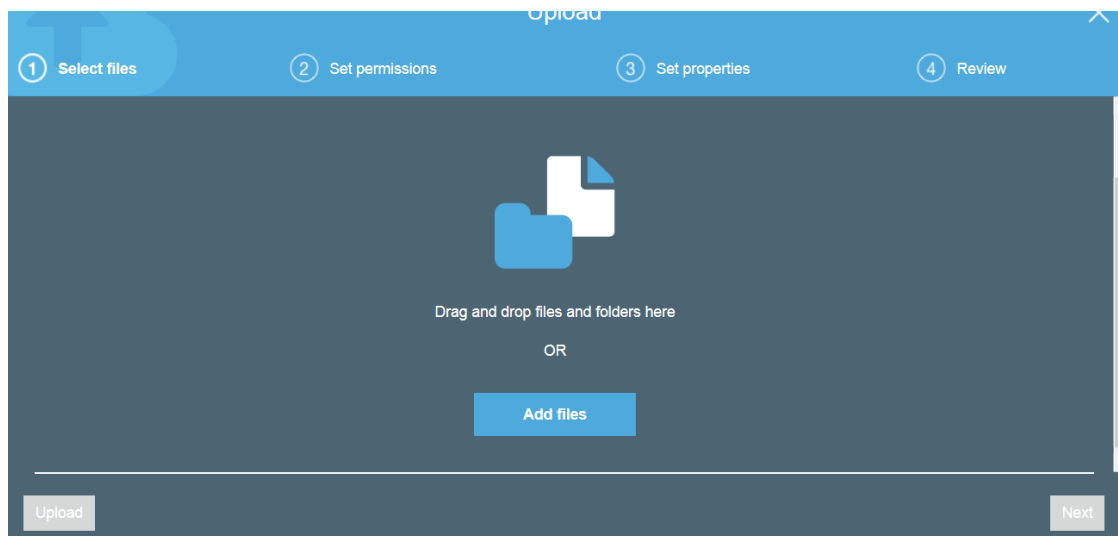 Upload
1 Select files
2 Set permissions
3 Set properties
4 Review
Drag and drop files and folders here
OR
Add files
Upload
Next